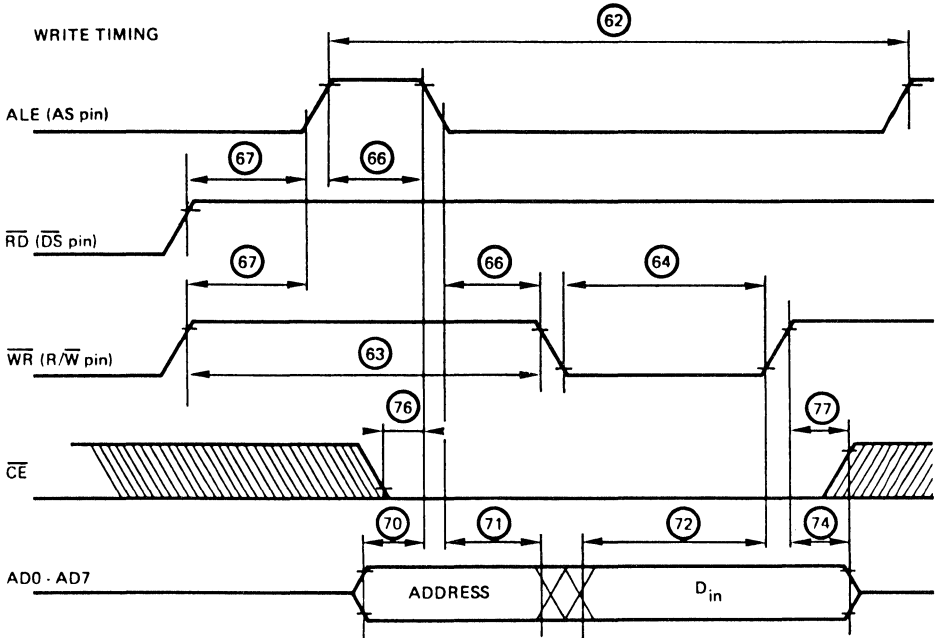 62
WRITE TIMING
ALE (AS pin)
67
66
RD (DS pin)
67
66
64
WR (R/W pin)
63
76
77
CE
70
71
72
74
AD0 - AD7
ADDRESS
Din